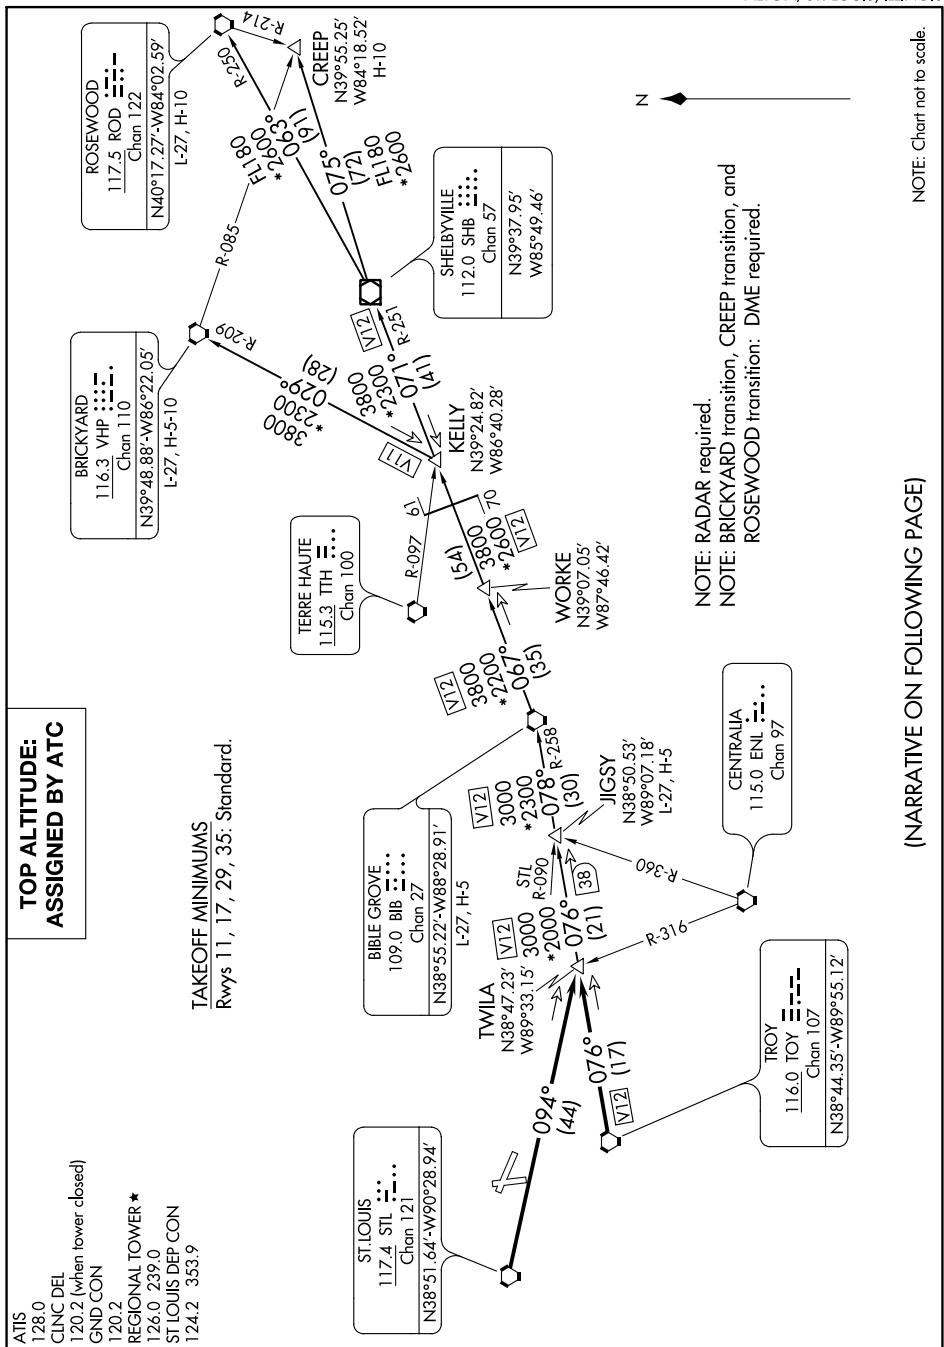 TOP ALTITUDE:
ASSIGNED BY ATC
ATIS
128.0
CLNC DEL
120.2 (when tower closed)
GND CON
120.2
REGIONAL TOWER ★
126.0 239.0
ST LOUIS DEP CON
124.2 353.9
TAKEOFF MINIMUMS
Rwys 11, 17, 29, 35: Standard.
ST.LOUIS
117.4 STL
Chan 121
N38°51.64'-W90°28.94'
094°
(44)
TROY
116.0 TOY
Chan 107
N38°44.35'-W89°55.12'
V12
076°
(17)
TWILA
N38°47.23'
W89°33.15'
V12
3000
*2000
076°
(21)
STL
R-090
38
R-316
R-360
CENTRALIA
115.0 ENL
Chan 97
JIGSY
N38°50.53'
W89°07.18'
L-27, H-5
V12
3000
*2300
078°
(30)
R-258
BIBLE GROVE
109.0 BIB
Chan 27
N38°55.22'-W88°28.91'
L-27, H-5
V12
3800
*2200
067°
(35)
WORKE
N39°07.05'
W87°46.42'
(54)
3800
*2600
V12
61
70
TERRE HAUTE
115.3 TTH
Chan 100
R-097
KELLY
N39°24.82'
W86°40.28'
V11
3800
*2300
029°
(28)
R-209
BRICKYARD
116.3 VHP
Chan 110
N39°48.88'-W86°22.05'
L-27, H-5-10
R-085
V12
3800
*2300
071°
(41)
R-251
SHELBYVILLE
112.0 SHB
Chan 57
N39°37.95'
W85°49.46'
FL180
*2600
063°
(91)
R-250
ROSEWOOD
117.5 ROD
Chan 122
N40°17.27'-W84°02.59'
L-27, H-10
R-214
075°
(72)
FL180
*2600
CREEP
N39°55.25'
W84°18.52'
H-10
N
NOTE: RADAR required.
NOTE: BRICKYARD transition, CREEP transition, and
ROSEWOOD transition: DME required.
NOTE: Chart not to scale.
(NARRATIVE ON FOLLOWING PAGE)